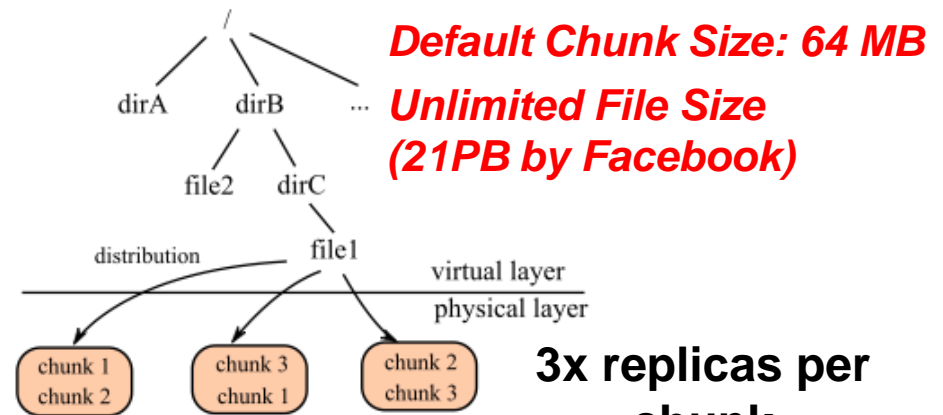 /
Default Chunk Size: 64 MB
dirA dirB ... Unlimited File Size
(21PB by Facebook)
file2 dirC
distribution file1
virtual layer
physical layer
chunk 1 chunk 3 chunk 2
chunk 2 chunk 1 chunk 3
3x replicas per
chunk